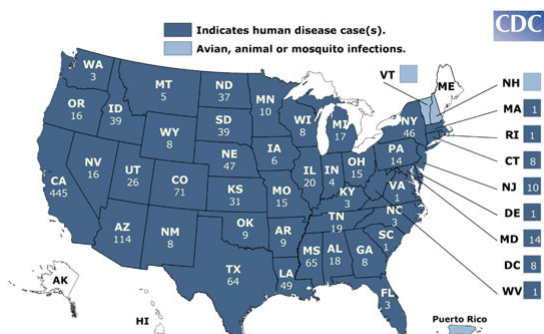 Indicates human disease case(s).
Avian, animal or mosquito infections.
CDC
WA
3
MT
5
ND
37
MN
10
VT
ME
NH
OR
16
ID
39
WY
8
SD
39
WI
8
MI
17
NY
46
MA 1
RI 1
NV
16
UT
26
CO
71
NE
47
IA
6
IL
20
IN
4
OH
15
PA
14
CT 8
NJ 10
CA
445
KS
31
MO
15
KY
3
VA
1
DE 1
AZ
114
NM
8
OK
9
AR
9
TN
19
NC
3
MD 14
TX
64
LA
49
MS
65
AL
18
GA
8
SC
1
DC 8
WV 1
FL
3
AK
HI
Puerto Rico